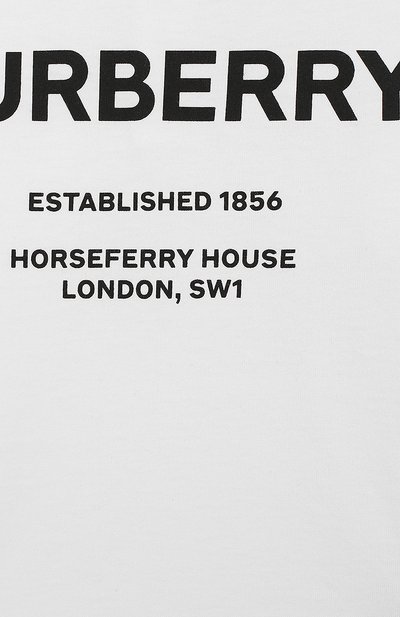 URBERRY
ESTABLISHED 1856
HORSEFERRY HOUSE
LONDON, SW1